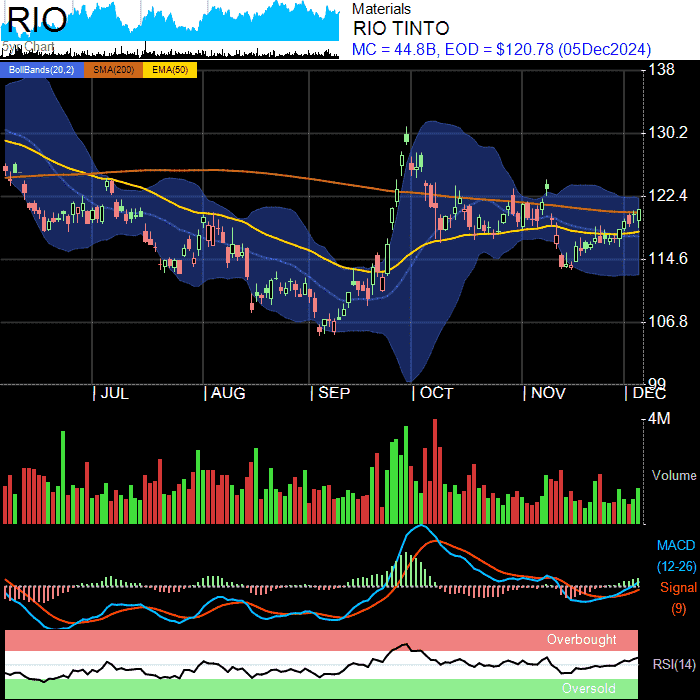 RIO
SynChart
Materials
RIO TINTO
MC = 44.8B, EOD = $120.78 (05Dec2024)
BollBands(20,2) SMA(200) EMA(50)
138
130.2
122.4
114.6
106.8
99
| JUL | AUG | SEP | OCT | NOV | DEC
4M
Volume
MACD
(12-26)
Signal
(9)
Overbought
RSI(14)
Oversold